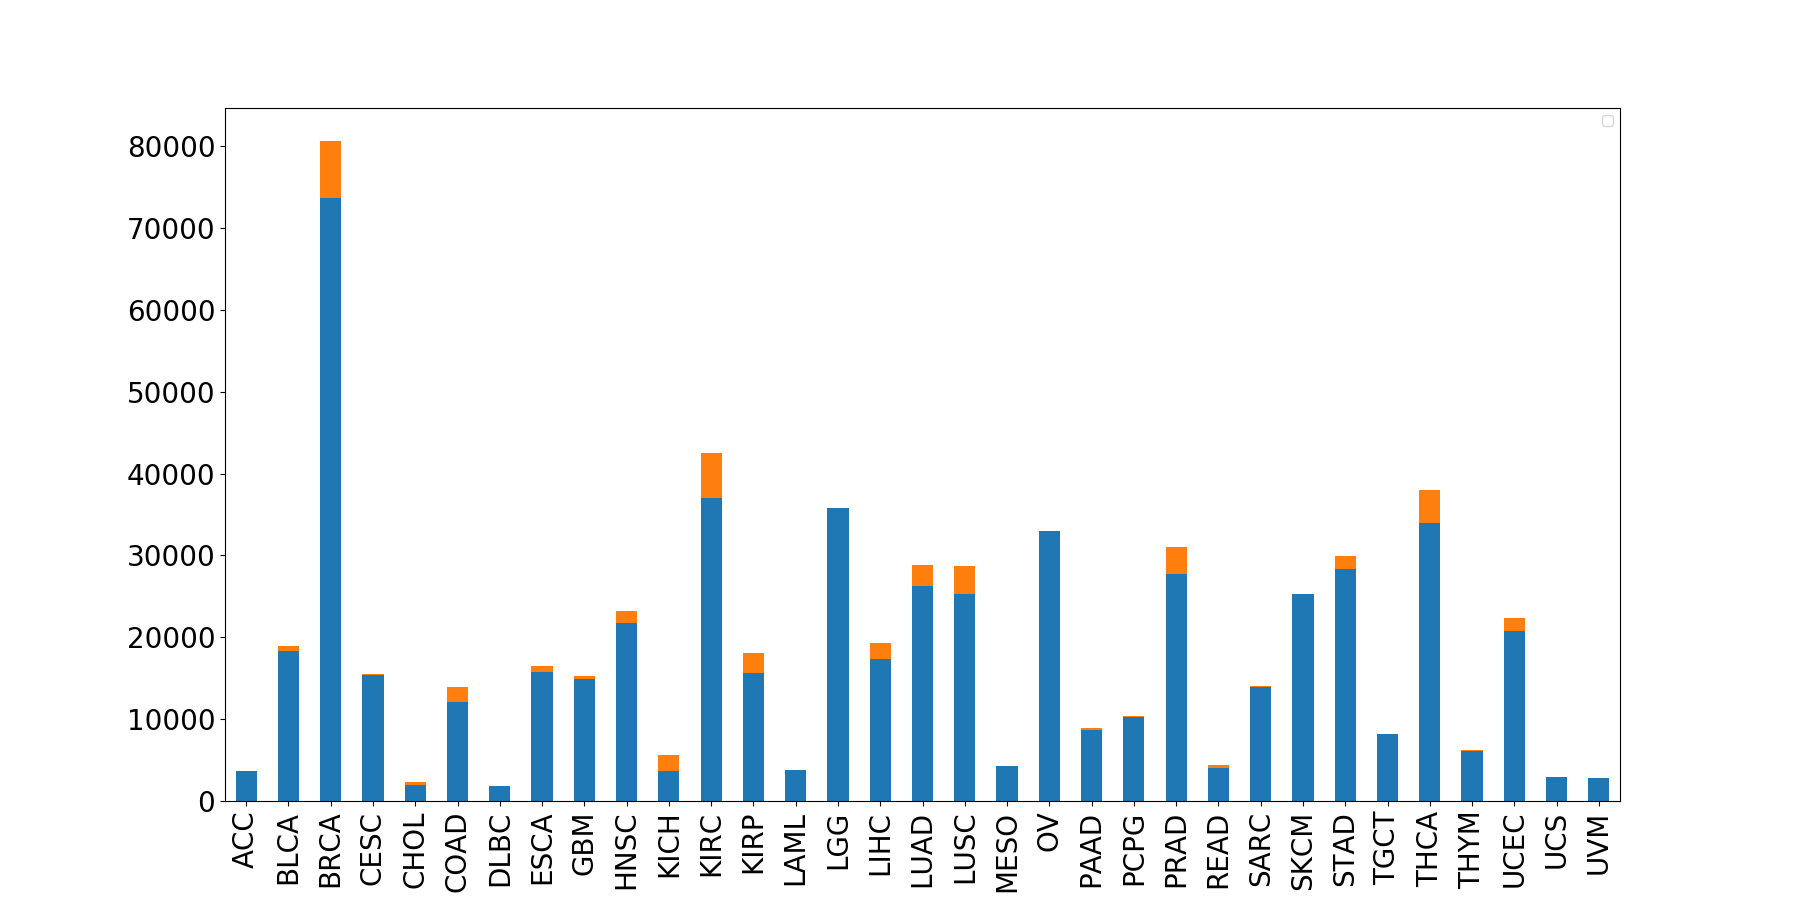 80000
70000
60000
50000
40000
30000
20000
10000
0
ACC
BLCA
BRCA
CESC
CHOL
COAD
DLBC
ESCA
GBM
HNSC
KICH
KIRC
KIRP
LAML
LGG
LIHC
LUAD
LUSC
MESO
OV
PAAD
PCPG
PRAD
READ
SARC
SKCM
STAD
TGCT
THCA
THYM
UCEC
UCS
UVM